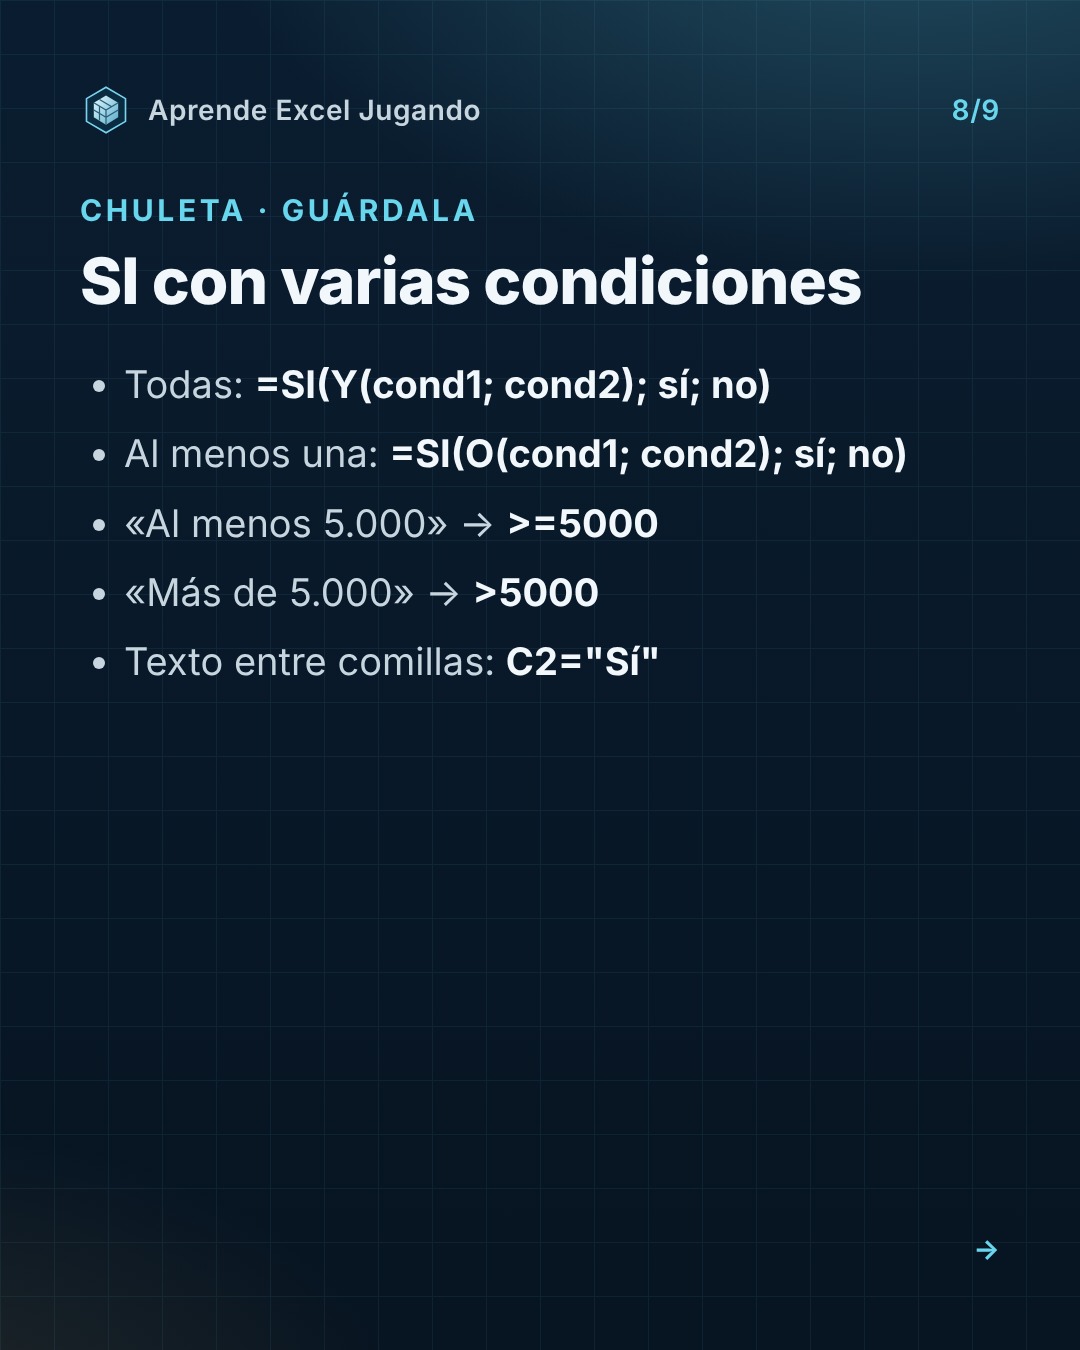 Aprende Excel Jugando
8/9
CHULETA · GUÁRDALA
SI con varias condiciones
• Todas: =SI(Y(cond1; cond2); sí; no)
• Al menos una: =SI(O(cond1; cond2); sí; no)
• «Al menos 5.000» → >=5000
• «Más de 5.000» → >5000
• Texto entre comillas: C2="Sí"
→